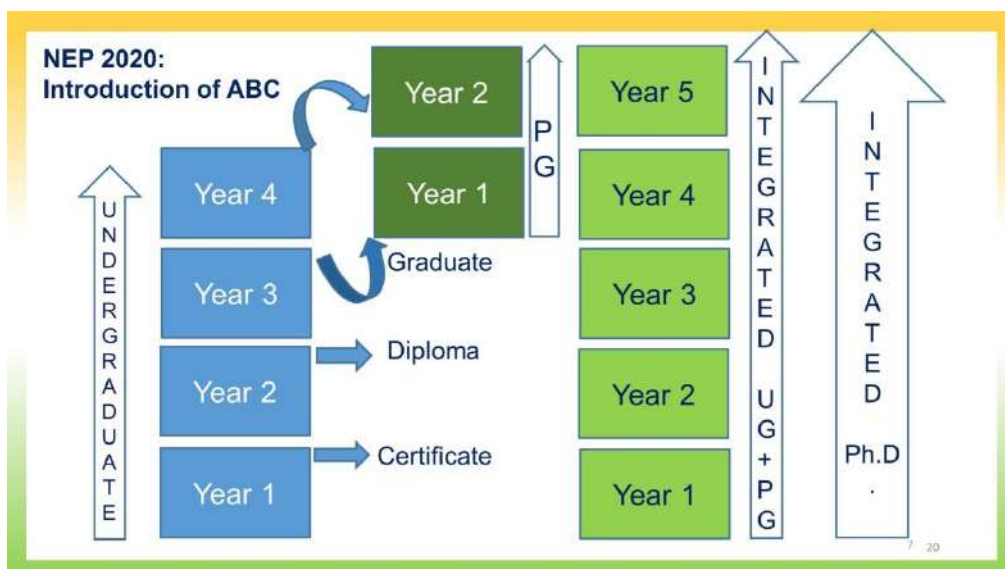 NEP 2020:
Introduction of ABC
UNDERGRADUATE
Year 4
Year 3
Year 2
Year 1
Graduate
Diploma
Certificate
Year 2
Year 1
PG
Year 5
Year 4
Year 3
Year 2
Year 1
INTEGRATED UG+PG
INTEGRATED
Ph.D
.
7 20